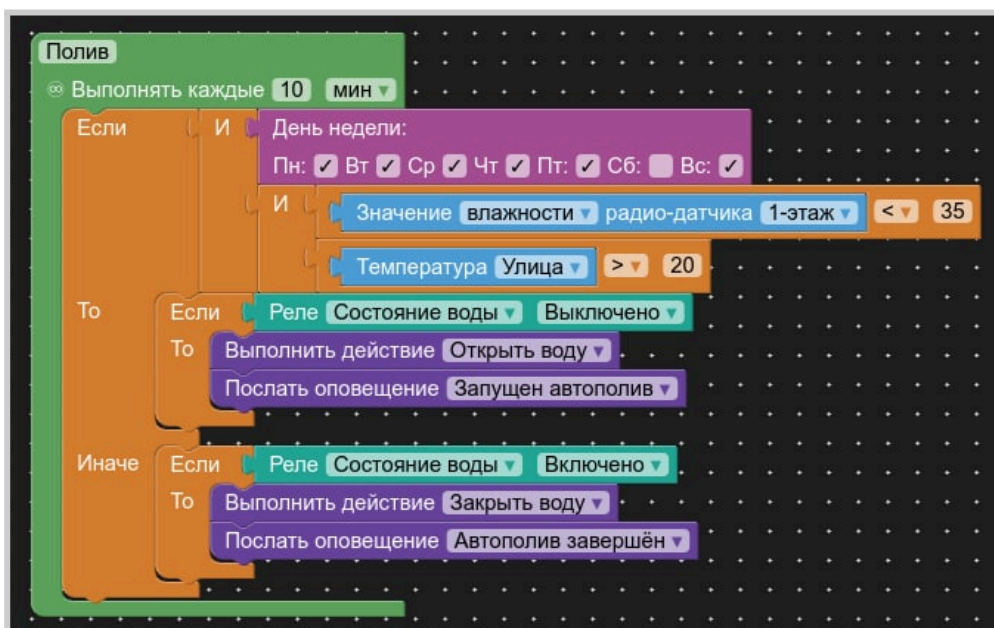 Полив
Выполнять каждые 10 мин
Если И День недели:
Пн: Вт Ср Чт Пт: Сб: Вс:
И Значение влажности радио-датчика 1-этаж < 35
Температура Улица > 20
То Если Реле Состояние воды Выключено
То Выполнить действие Открыть воду
Послать оповещение Запущен автополив
Иначе Если Реле Состояние воды Включено
То Выполнить действие Закрыть воду
Послать оповещение Автополив завершён